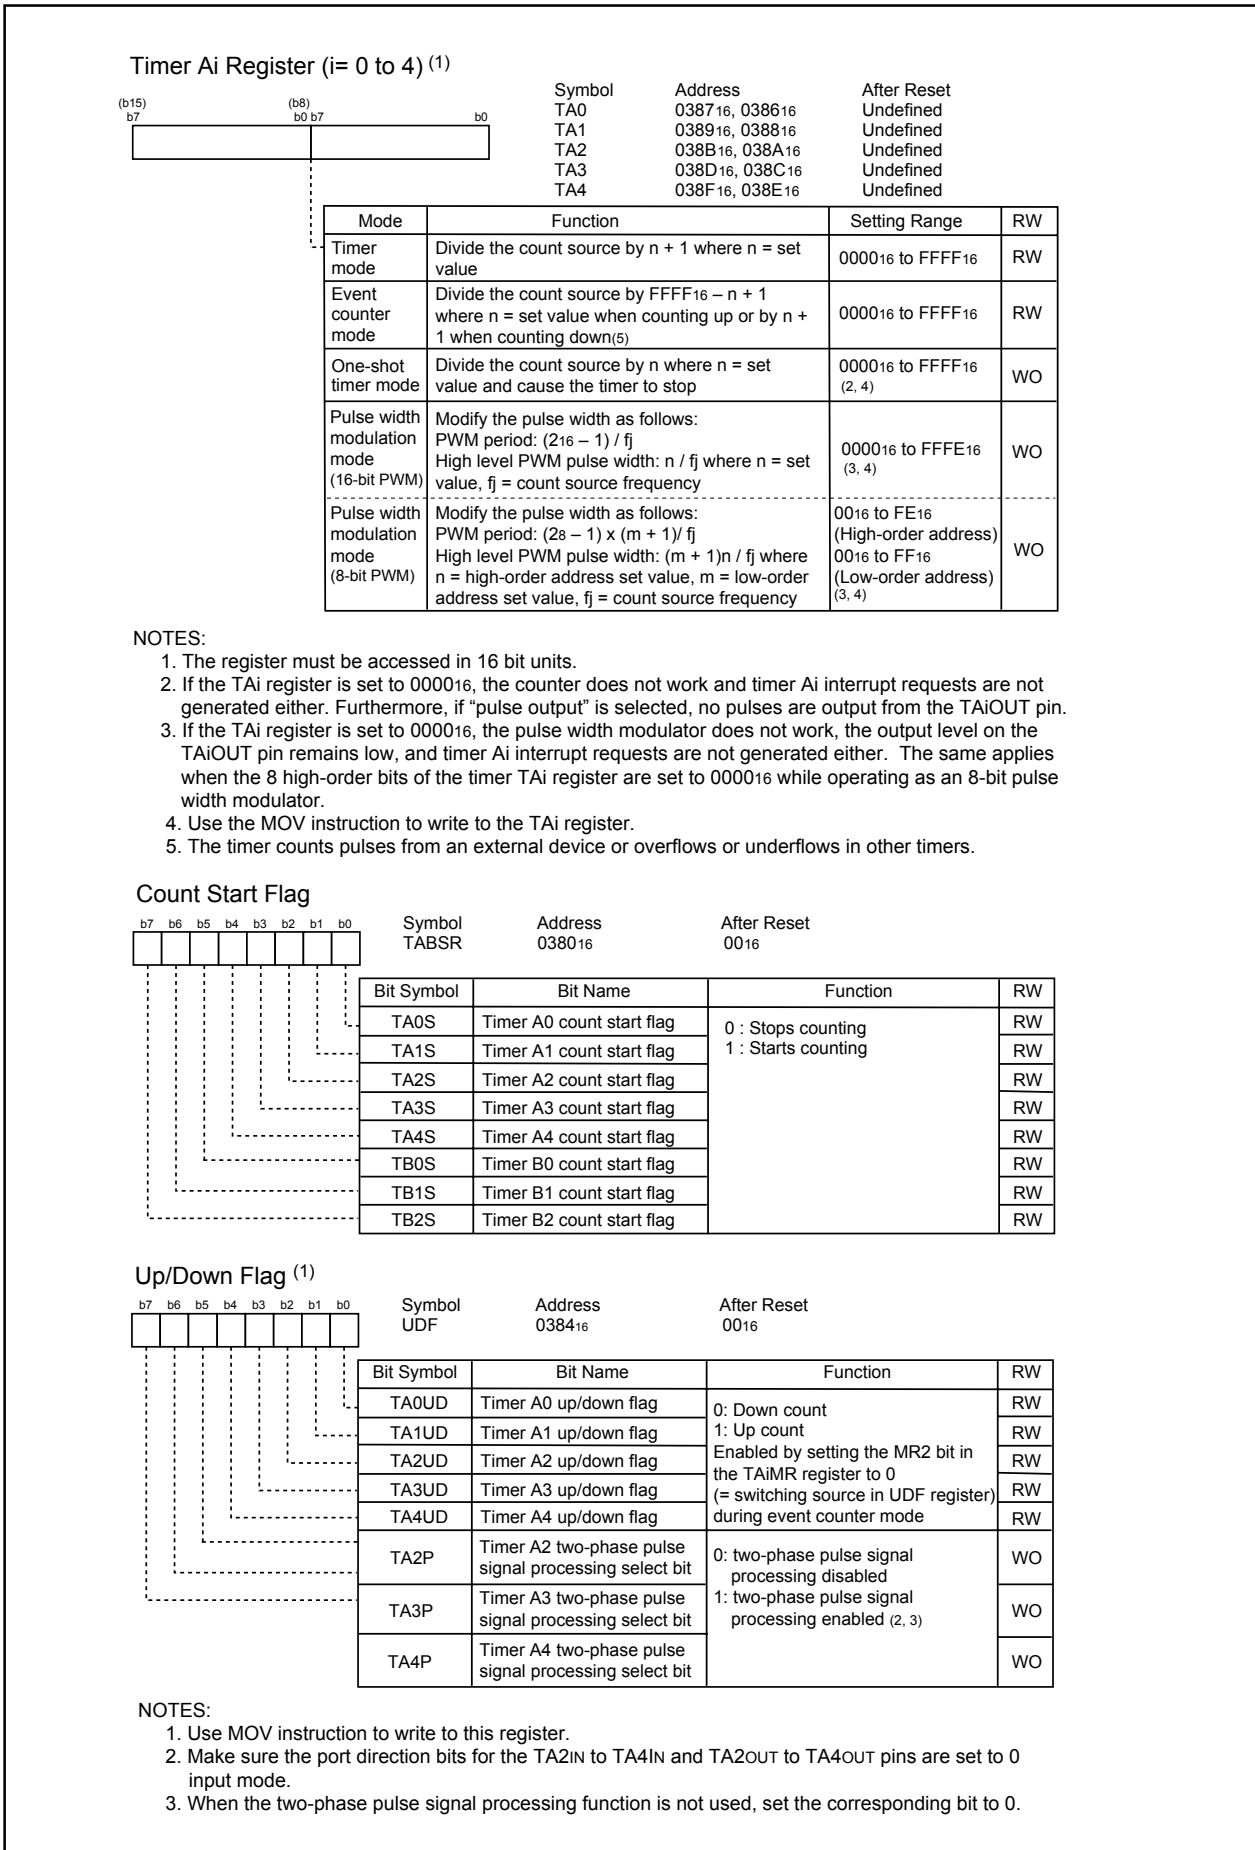 Timer Ai Register (i= 0 to 4) (1)
(b15) (b8)
b7 b0 b7 b0
Symbol Address After Reset
TA0 038716, 038616 Undefined
TA1 038916, 038816 Undefined
TA2 038B16, 038A16 Undefined
TA3 038D16, 038C16 Undefined
TA4 038F16, 038E16 Undefined
Mode Function Setting Range RW
Timer mode
Divide the count source by n + 1 where n = set
value
000016 to FFFF16 RW
Event
counter
mode
Divide the count source by FFFF16 – n + 1
where n = set value when counting up or by n +
1 when counting down(5)
000016 to FFFF16 RW
One-shot
timer mode
Divide the count source by n where n = set
value and cause the timer to stop
000016 to FFFF16
(2, 4)
WO
Pulse width
modulation
mode
(16-bit PWM)
Modify the pulse width as follows:
PWM period: (216 – 1) / fj
High level PWM pulse width: n / fj where n = set
value, fj = count source frequency
000016 to FFFE16
(3, 4)
WO
Pulse width
modulation
mode
(8-bit PWM)
Modify the pulse width as follows:
PWM period: (28 – 1) x (m + 1)/ fj
High level PWM pulse width: (m + 1)n / fj where
n = high-order address set value, m = low-order
address set value, fj = count source frequency
0016 to FE16
(High-order address)
0016 to FF16
(Low-order address)
(3, 4)
WO
NOTES:
1. The register must be accessed in 16 bit units.
2. If the TAi register is set to 000016, the counter does not work and timer Ai interrupt requests are not
generated either. Furthermore, if “pulse output” is selected, no pulses are output from the TAiOUT pin.
3. If the TAi register is set to 000016, the pulse width modulator does not work, the output level on the
TAiOUT pin remains low, and timer Ai interrupt requests are not generated either. The same applies
when the 8 high-order bits of the timer TAi register are set to 000016 while operating as an 8-bit pulse
width modulator.
4. Use the MOV instruction to write to the TAi register.
5. The timer counts pulses from an external device or overflows or underflows in other timers.
Count Start Flag
b7 b6 b5 b4 b3 b2 b1 b0
Symbol Address After Reset
TABSR 038016 0016
Bit Symbol Bit Name Function RW
TA0S Timer A0 count start flag RW
0 : Stops counting
1 : Starts counting
TA1S Timer A1 count start flag RW
TA2S Timer A2 count start flag RW
TA3S Timer A3 count start flag RW
TA4S Timer A4 count start flag RW
TB0S Timer B0 count start flag RW
TB1S Timer B1 count start flag RW
TB2S Timer B2 count start flag RW
Up/Down Flag (1)
b7 b6 b5 b4 b3 b2 b1 b0
Symbol Address After Reset
UDF 038416 0016
Bit Symbol Bit Name Function RW
TA0UD Timer A0 up/down flag RW
TA1UD Timer A1 up/down flag RW
TA2UD Timer A2 up/down flag RW
TA3UD Timer A3 up/down flag RW
TA4UD Timer A4 up/down flag RW
0: Down count
1: Up count
Enabled by setting the MR2 bit in
the TAiMR register to 0
(= switching source in UDF register)
during event counter mode
TA2P
Timer A2 two-phase pulse
signal processing select bit
WO
0: two-phase pulse signal
processing disabled
1: two-phase pulse signal
processing enabled (2, 3)
TA3P
Timer A3 two-phase pulse
signal processing select bit
WO
TA4P
Timer A4 two-phase pulse
signal processing select bit
WO
NOTES:
1. Use MOV instruction to write to this register.
2. Make sure the port direction bits for the TA2IN to TA4IN and TA2OUT to TA4OUT pins are set to 0
input mode.
3. When the two-phase pulse signal processing function is not used, set the corresponding bit to 0.